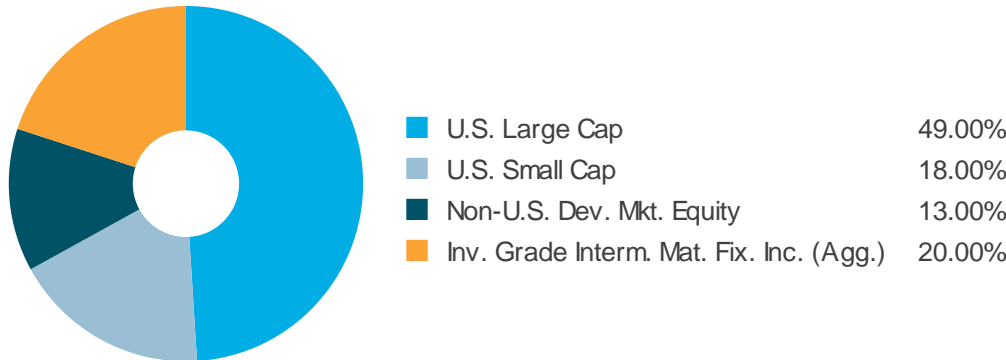 U.S. Large Cap 49.00%
U.S. Small Cap 18.00%
Non-U.S. Dev. Mkt. Equity 13.00%
Inv. Grade Interm. Mat. Fix. Inc. (Agg.) 20.00%